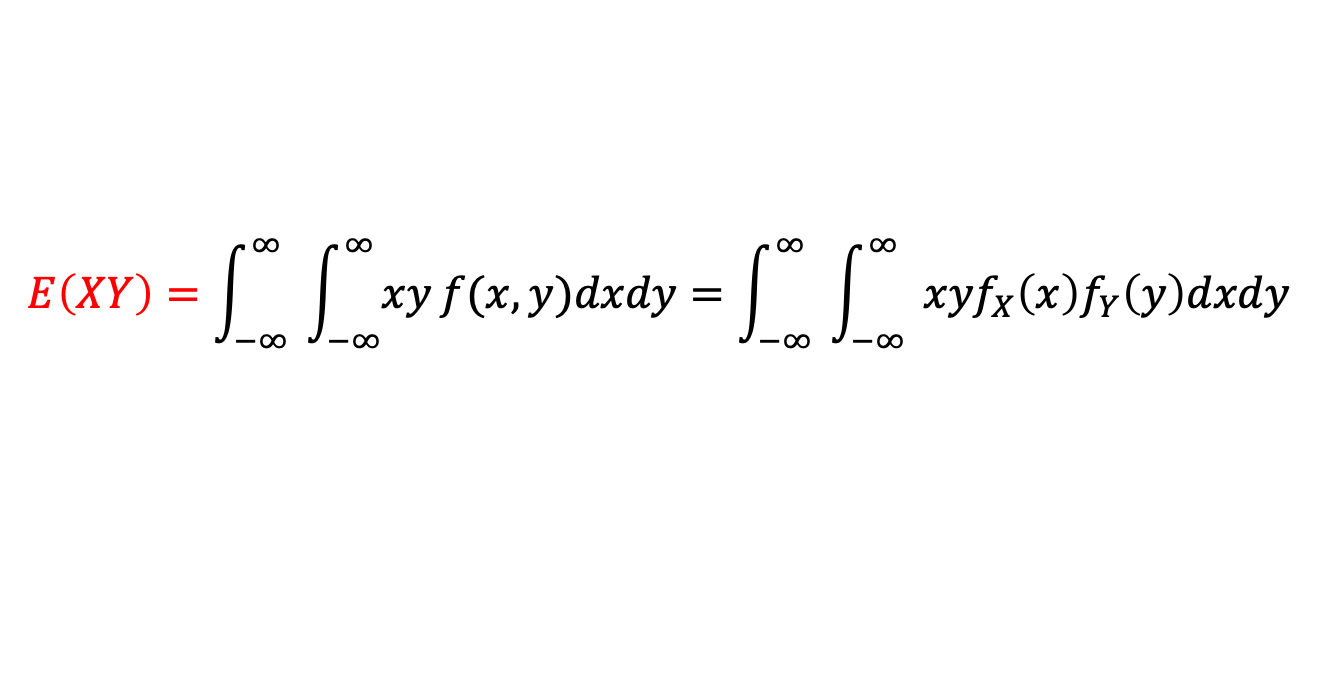 E(XY) = ∫_{−∞}^{∞} ∫_{−∞}^{∞} xy f(x, y)dxdy = ∫_{−∞}^{∞} ∫_{−∞}^{∞} xyf_X(x)f_Y(y)dxdy